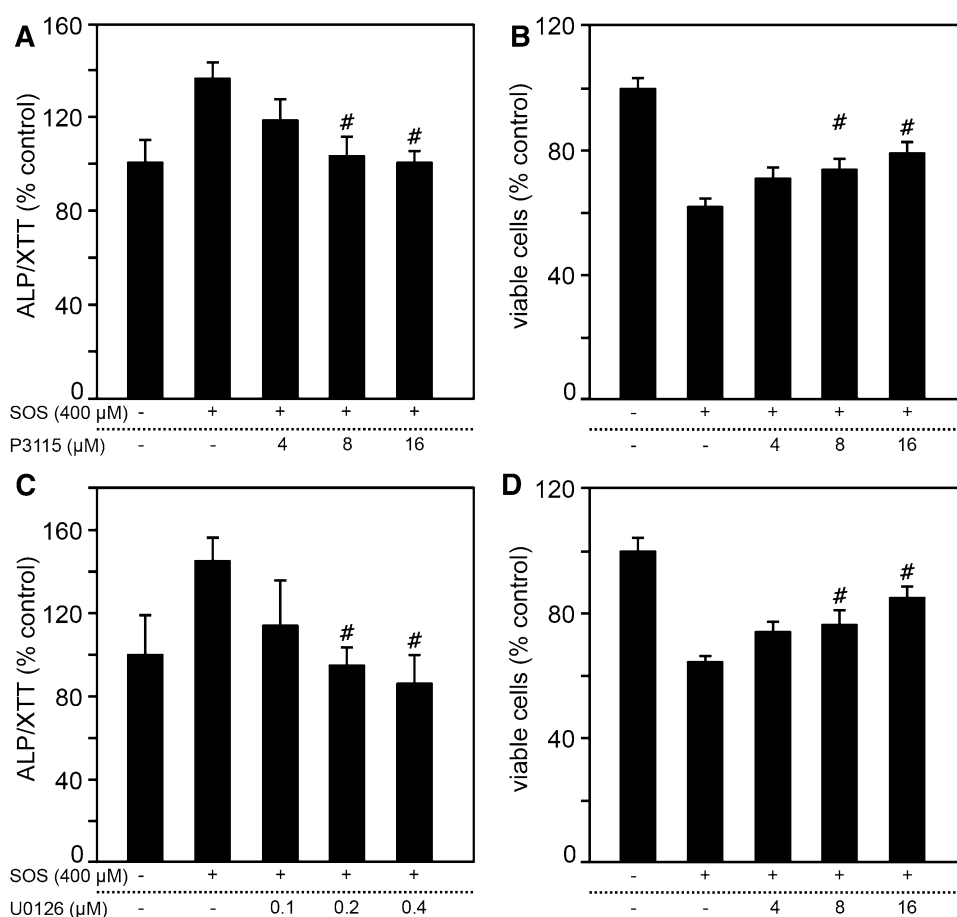 A
B
160
120
80
40
0
ALP/XTT (% control)
# #
120
80
40
0
viable cells (% control)
# #
SOS (400 µM) - + + + +
- + + + +
P3115 (µM) - - 4 8 16
- - 4 8 16
C
D
160
120
80
40
0
ALP/XTT (% control)
# #
120
80
40
0
viable cells (% control)
# #
SOS (400 µM) - + + + +
- + + + +
U0126 (µM) - - 0.1 0.2 0.4
- - 4 8 16